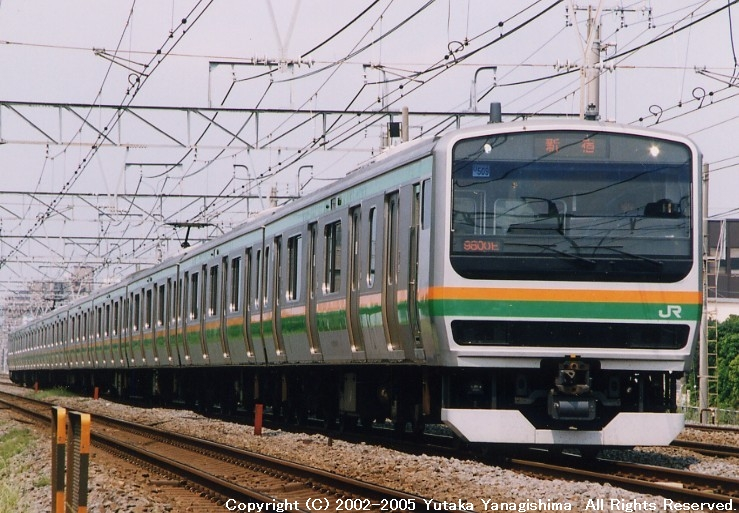 新宿
JR
Copyright (C) 2002-2005 Yutaka Yanagishima All Rights Reserved.